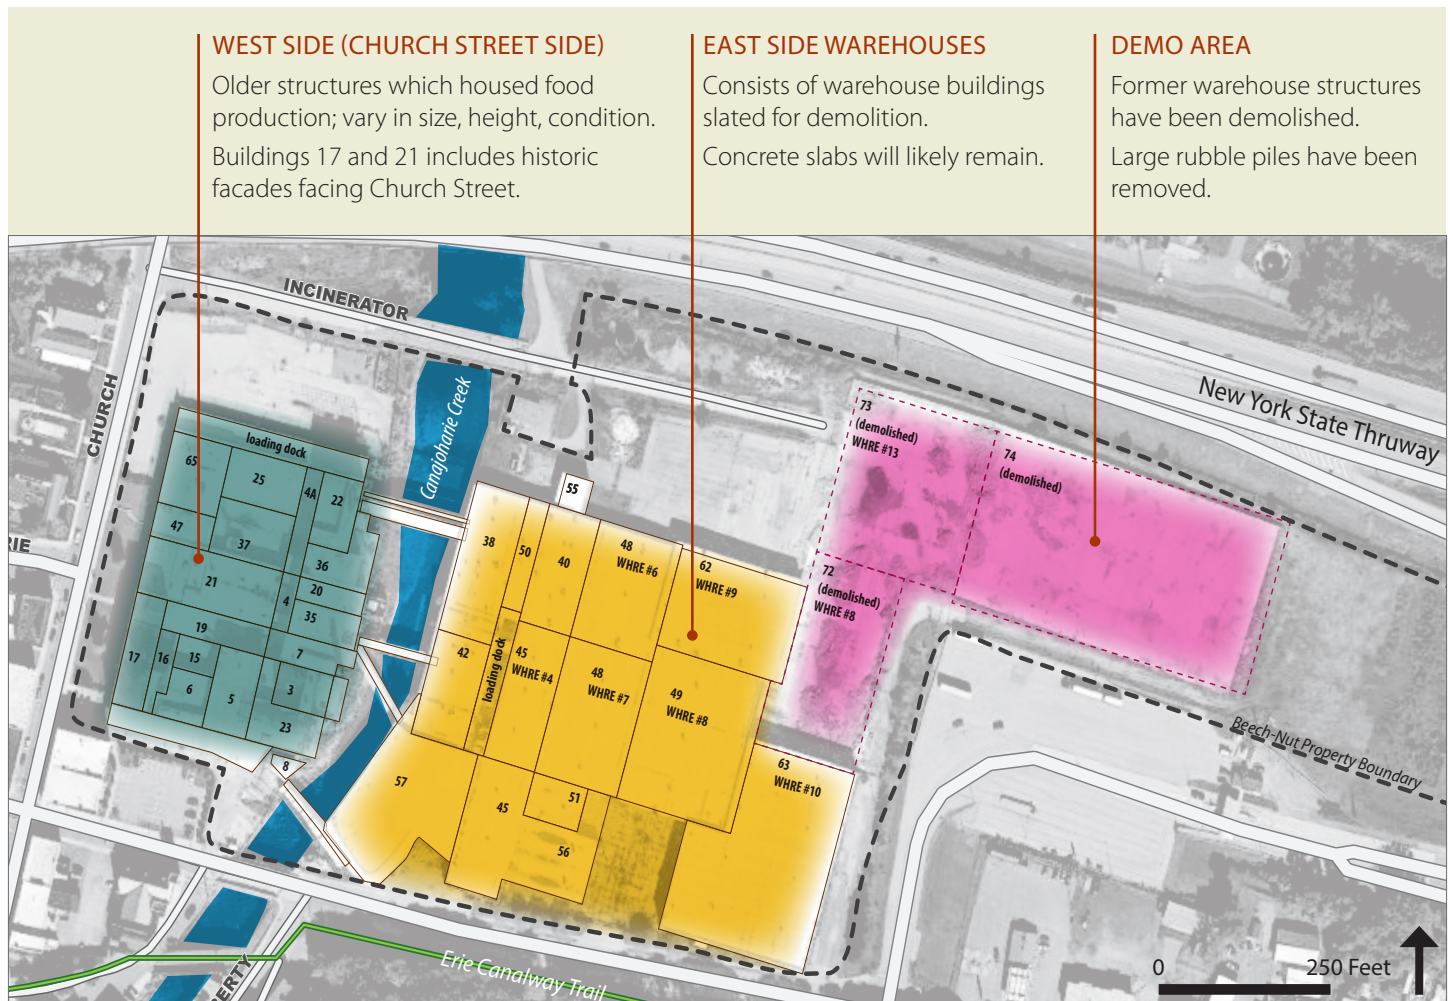 WEST SIDE (CHURCH STREET SIDE)
Older structures which housed food
production; vary in size, height, condition.
Buildings 17 and 21 includes historic
facades facing Church Street.
EAST SIDE WAREHOUSES
Consists of warehouse buildings
slated for demolition.
Concrete slabs will likely remain.
DEMO AREA
Former warehouse structures
have been demolished.
Large rubble piles have been
removed.
INCINERATOR
CHURCH
Canajoharie Creek
New York State Thruway
RIE
loading dock
65
25
4A
22
47
37
36
21
20
4
35
19
7
17
16
15
6
5
3
23
8
55
38
50
40
48
WHRE #6
62
WHRE #9
42
loading dock
45
WHRE #4
48
WHRE #7
49
WHRE #8
57
45
51
56
63
WHRE #10
73
(demolished)
WHRE #13
74
(demolished)
72
(demolished)
WHRE #8
Beech-Nut Property Boundary
Erie Canalway Trail
ERTY
0
250 Feet